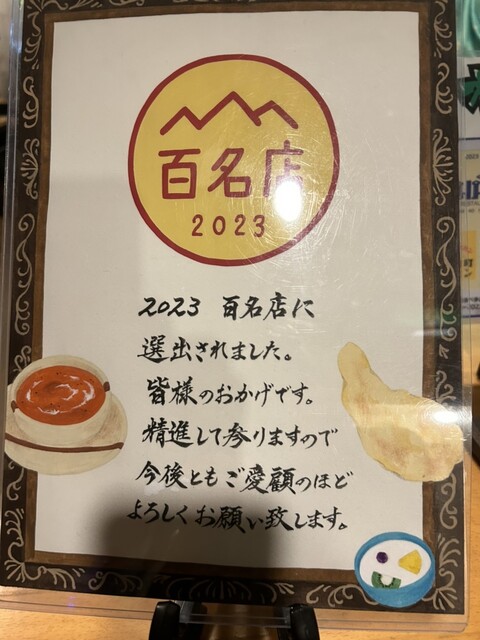 百名店
2023
2023 百名店に
選出されました。
皆様のおかげです。
精進して参りますので
今後ともご愛顧のほど
よろしくお願い致します。